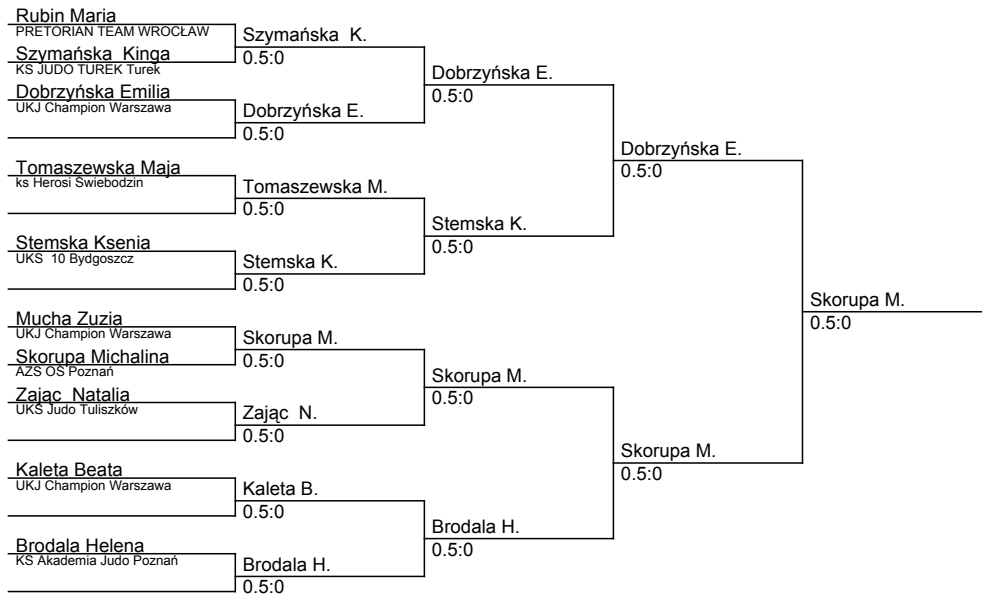 Rubin Maria
PRETORIAN TEAM WROCŁAW
Szymańska  Kinga
KS JUDO TUREK Turek
Dobrzyńska Emilia
UKJ Champion Warszawa
Tomaszewska Maja
ks Herosi Świebodzin
Stemska Ksenia
UKS  10 Bydgoszcz
Mucha Zuzia
UKJ Champion Warszawa
Skorupa Michalina
AZS OŚ Poznań
Zając  Natalia
UKS Judo Tuliszków
Kaleta Beata
UKJ Champion Warszawa
Brodala Helena
KS Akademia Judo Poznań
Szymańska  K.
0.5:0
Dobrzyńska E.
0.5:0
Tomaszewska M.
0.5:0
Stemska K.
0.5:0
Skorupa M.
0.5:0
Zając  N.
0.5:0
Kaleta B.
0.5:0
Brodala H.
0.5:0
Dobrzyńska E.
0.5:0
Stemska K.
0.5:0
Skorupa M.
0.5:0
Brodala H.
0.5:0
Dobrzyńska E.
0.5:0
Skorupa M.
0.5:0
Skorupa M.
0.5:0